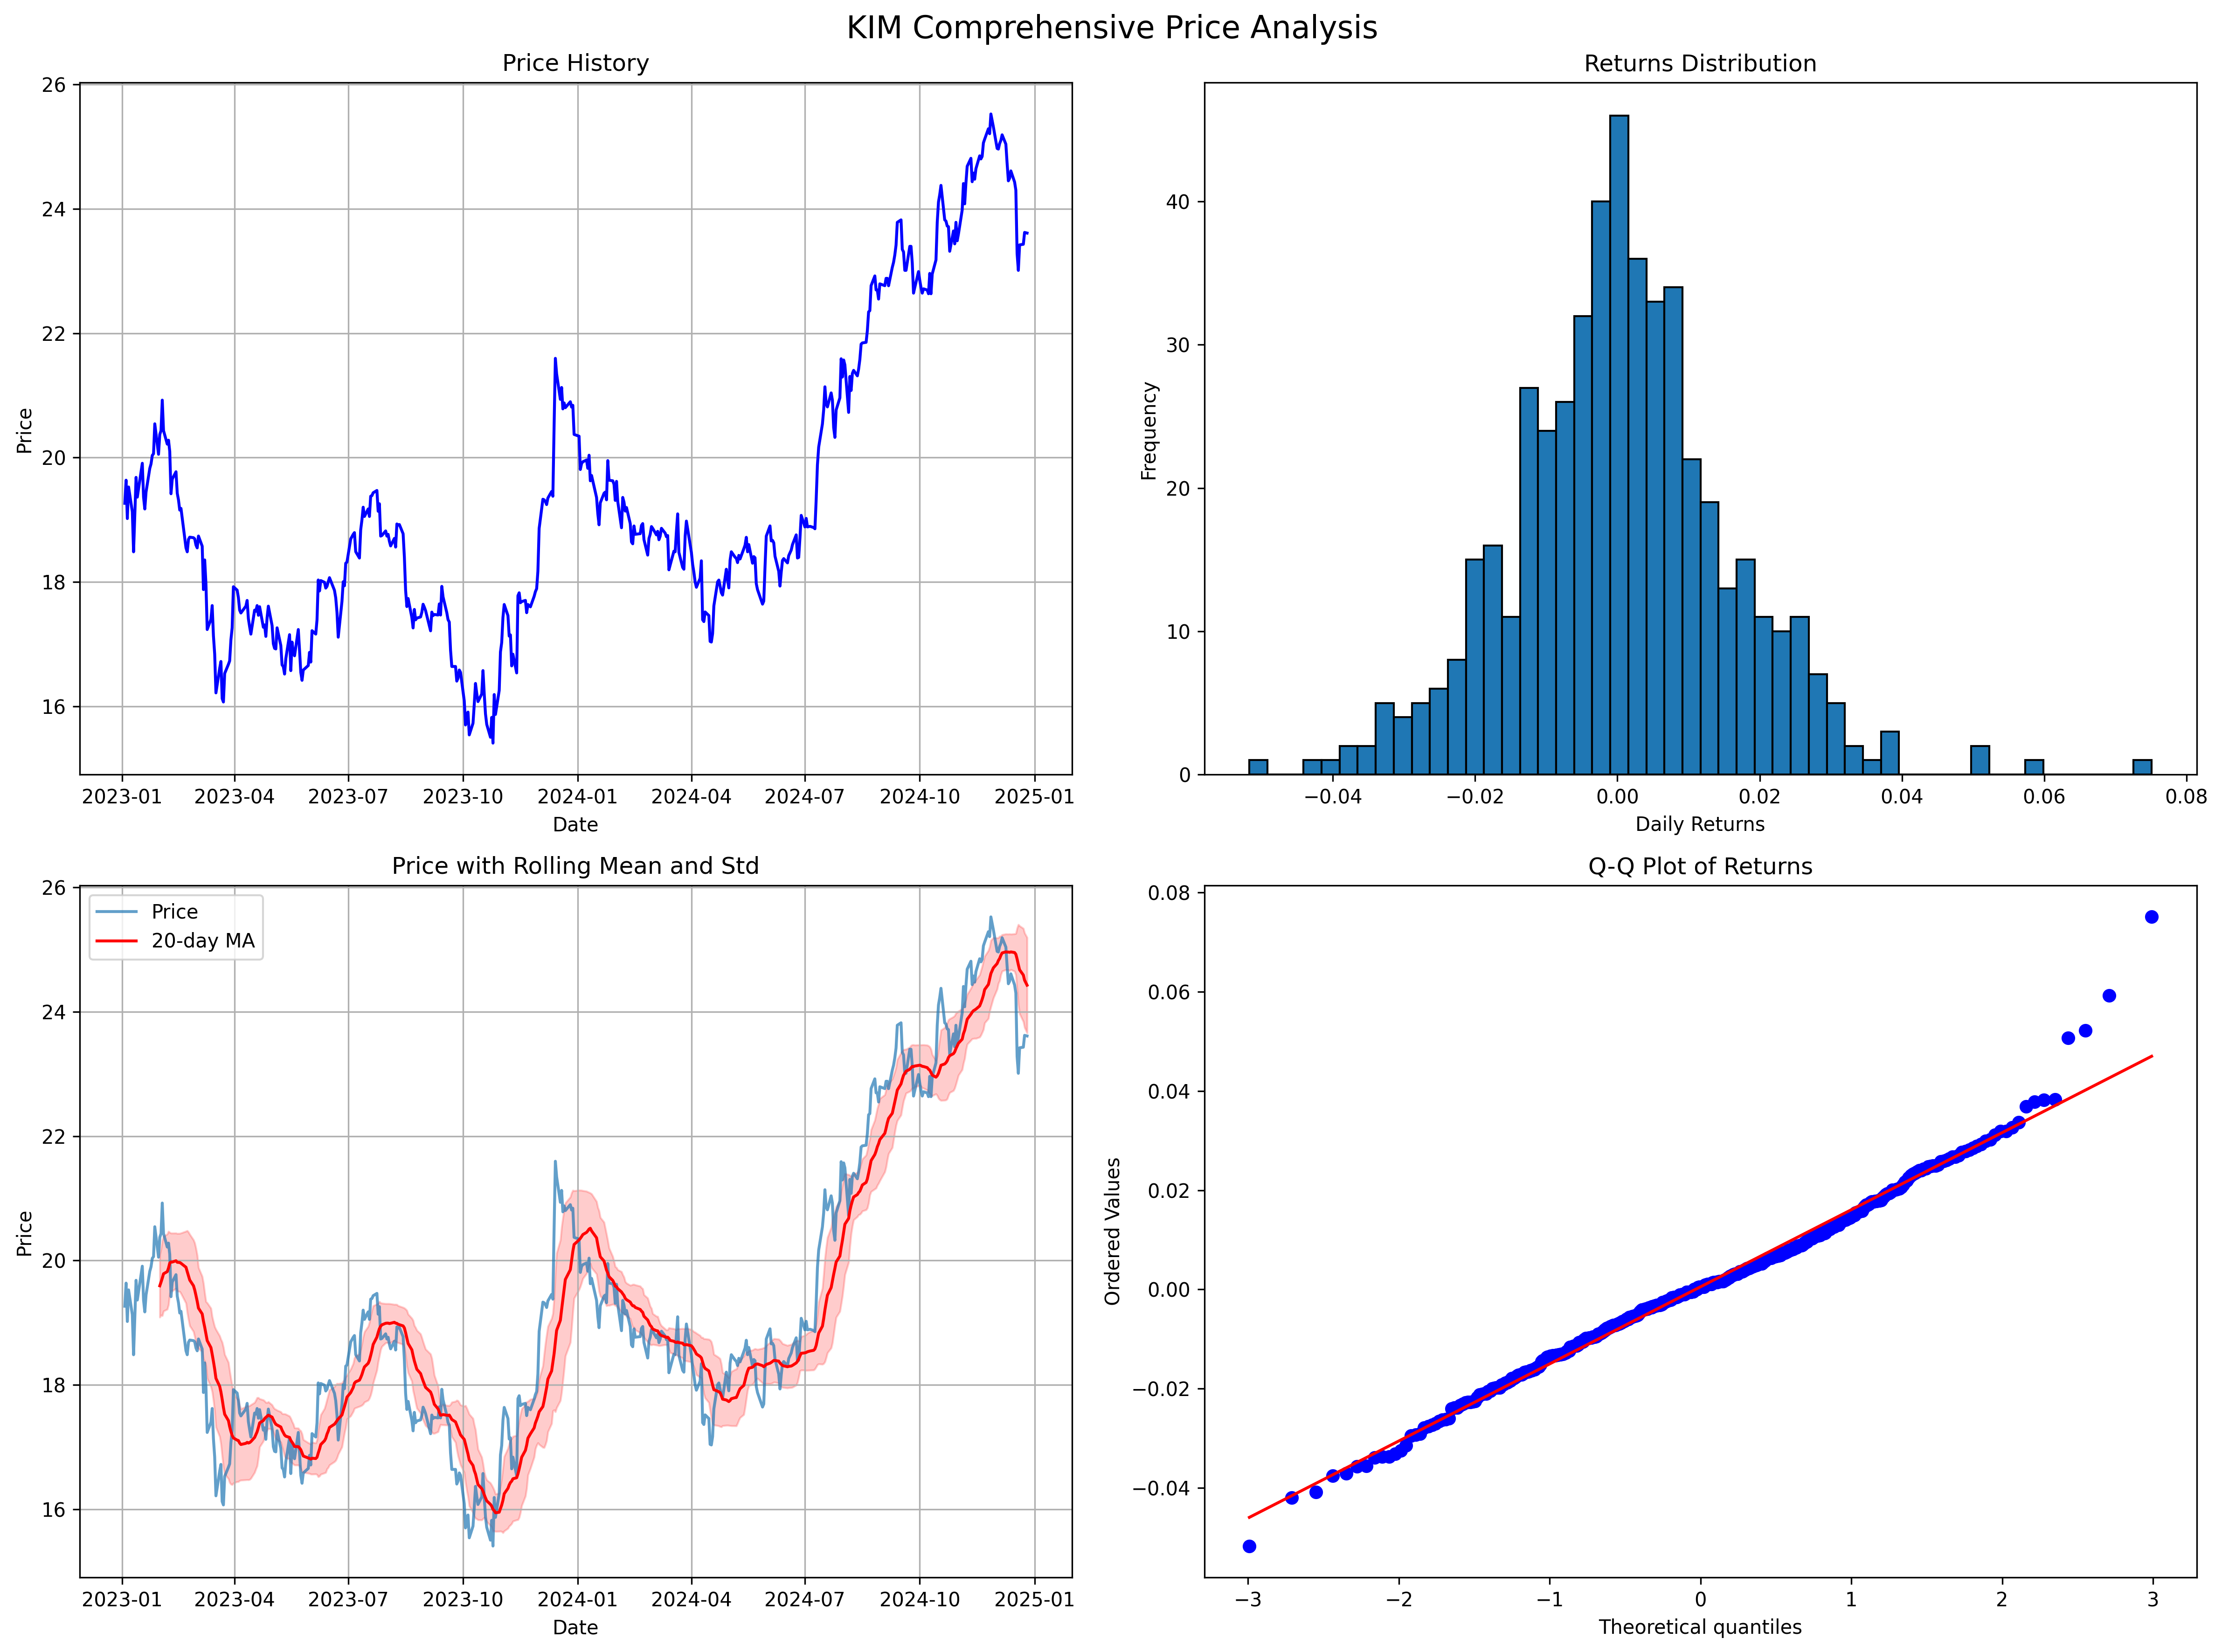 KIM Comprehensive Price Analysis
Price History
26
24
22
20
18
16
Price
2023-01 2023-04 2023-07 2023-10 2024-01 2024-04 2024-07 2024-10 2025-01
Date
Returns Distribution
40
30
20
10
0
Frequency
−0.04 −0.02 0.00 0.02 0.04 0.06 0.08
Daily Returns
Price with Rolling Mean and Std
Price
20-day MA
26
24
22
20
18
16
Price
2023-01 2023-04 2023-07 2023-10 2024-01 2024-04 2024-07 2024-10 2025-01
Date
Q-Q Plot of Returns
0.08
0.06
0.04
0.02
0.00
−0.02
−0.04
Ordered Values
−3 −2 −1 0 1 2 3
Theoretical quantiles